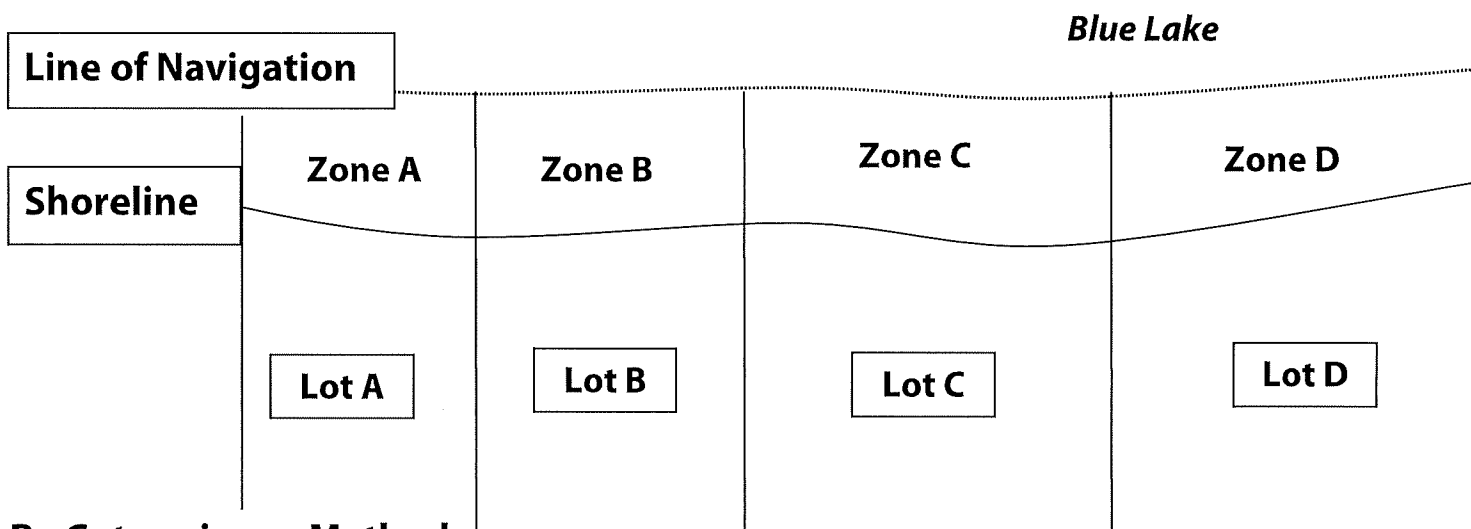 Blue Lake
Line of Navigation
Zone A
Zone B
Zone C
Zone D
Shoreline
Lot A
Lot B
Lot C
Lot D